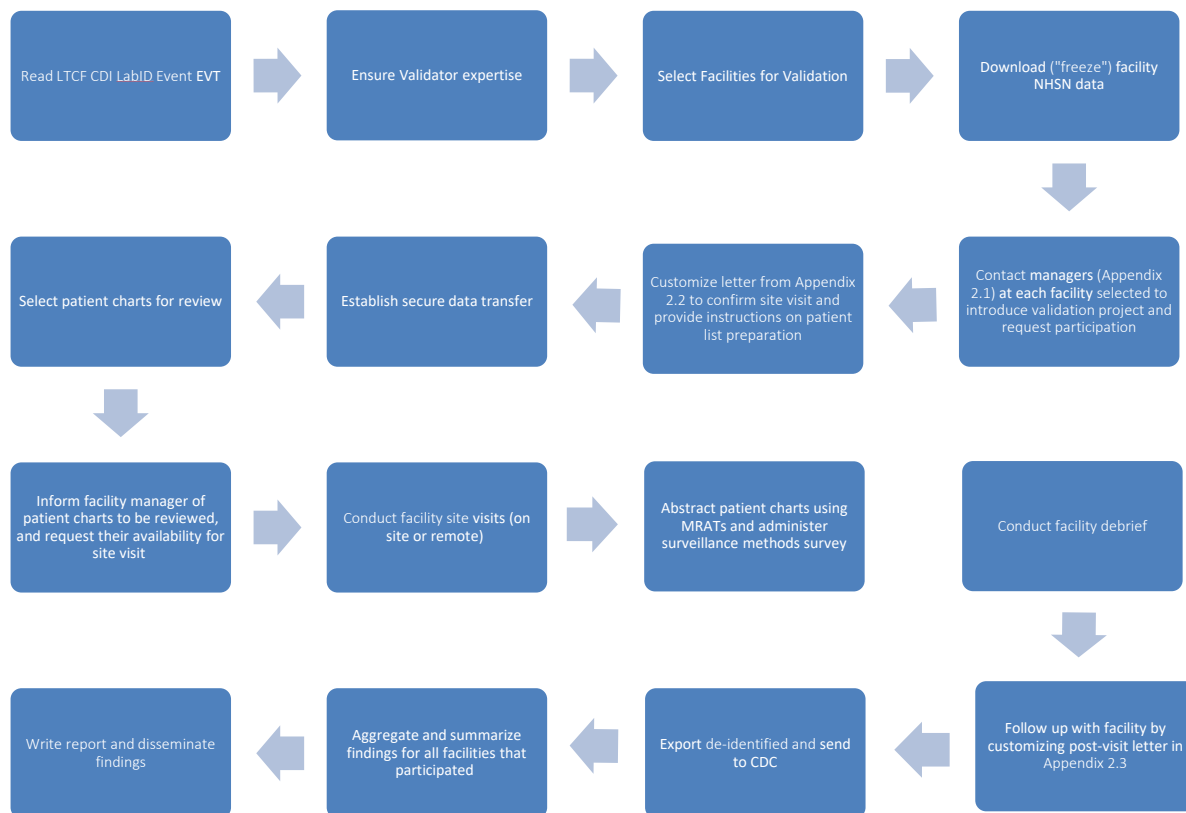 Read LTCF CDI LabID Event EVT
Ensure Validator expertise
Select Facilities for Validation
Download ("freeze") facility
NHSN data
Contact managers (Appendix
2.1) at each facility selected to
introduce validation project and
request participation
Customize letter from Appendix
2.2 to confirm site visit and
provide instructions on patient
list preparation
Establish secure data transfer
Select patient charts for review
Inform facility manager of
patient charts to be reviewed,
and request their availability for
site visit
Conduct facility site visits (on
site or remote)
Abstract patient charts using
MRATs and administer
surveillance methods survey
Conduct facility debrief
Follow up with facility by
customizing post-visit letter in
Appendix 2.3
Export de-identified and send
to CDC
Aggregate and summarize
findings for all facilities that
participated
Write report and disseminate
findings